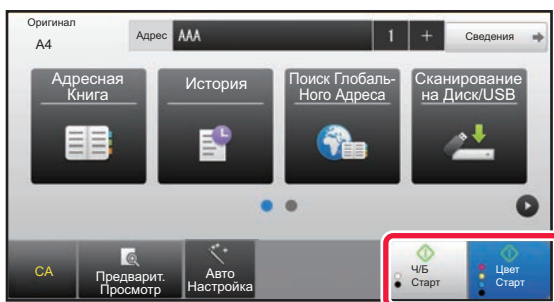 Оригинал
A4
Адрес AAA 1 + Сведения
Адресная
Книга
История
Поиск Глобаль-
Ного Адреса
Сканирование
на Диск/USB
CA
Предварит.
Просмотр
Авто
Настройка
Ч/Б
Старт
Цвет
Старт